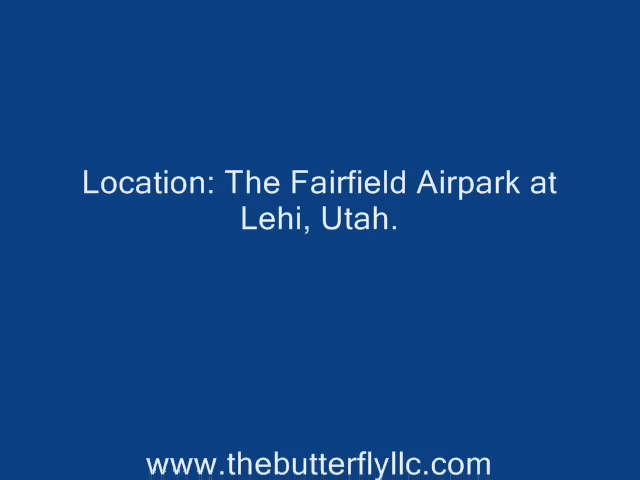 Location: The Fairfield Airpark at
Lehi, Utah.
www.thebutterflyllc.com